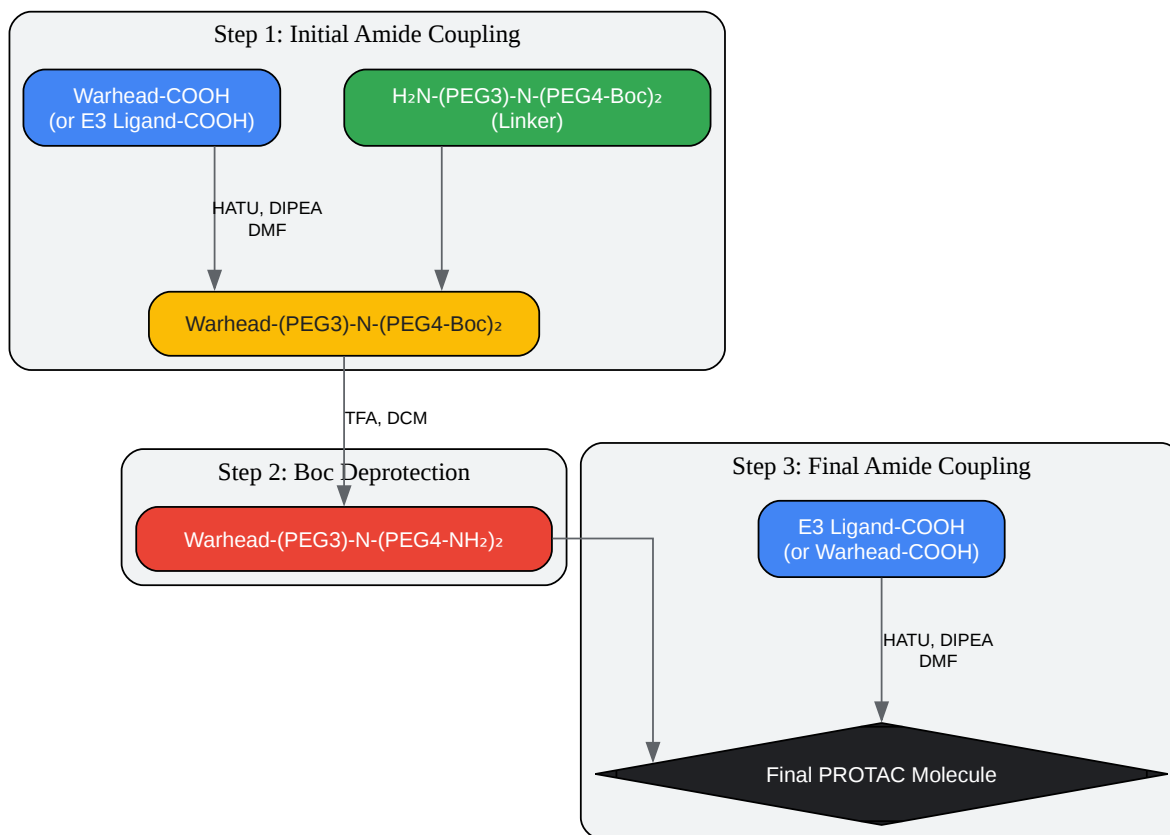 Step 1: Initial Amide Coupling
Warhead-COOH
(or E3 Ligand-COOH)
H₂N-(PEG3)-N-(PEG4-Boc)₂
(Linker)
HATU, DIPEA
DMF
Warhead-(PEG3)-N-(PEG4-Boc)₂
TFA, DCM
Step 2: Boc Deprotection
Warhead-(PEG3)-N-(PEG4-NH₂)₂
Step 3: Final Amide Coupling
E3 Ligand-COOH
(or Warhead-COOH)
HATU, DIPEA
DMF
Final PROTAC Molecule